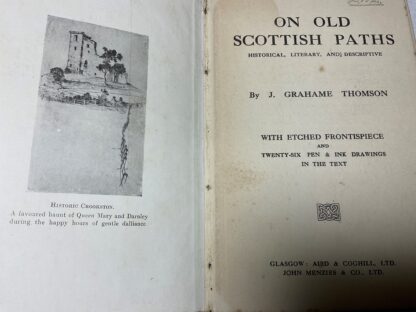 HISTORIC CROOKSTON.
A favoured haunt of Queen Mary and Darnley
during the happy hours of gentle dalliance.
ON OLD
SCOTTISH PATHS
HISTORICAL, LITERARY, AND DESCRIPTIVE
By J. GRAHAME THOMSON
WITH ETCHED FRONTISPIECE
AND
TWENTY-SIX PEN & INK DRAWINGS
IN THE TEXT
GLASGOW: AIRD & COGHILL, LTD.
JOHN MENZIES & CO., LTD.